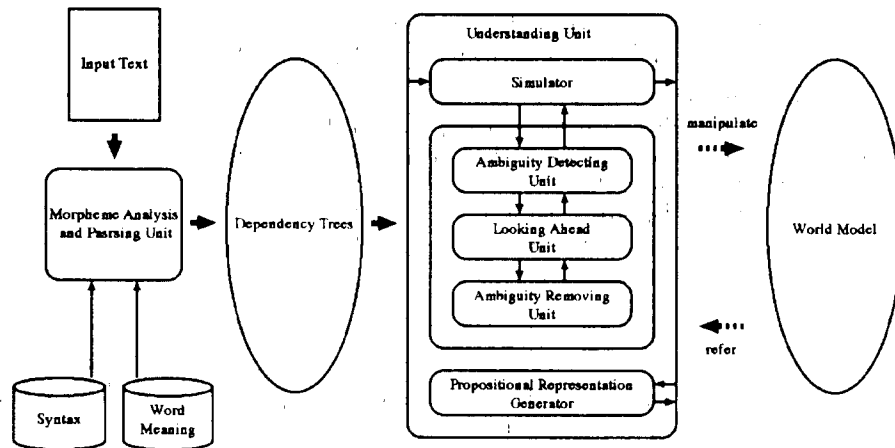 Input Text
Morpheme Analysis
and Pasrsing Unit
Syntax
Word
Meaning
Dependency Trees
Understanding Unit
Simulator
Ambiguity Detecting
Unit
Looking Ahead
Unit
Ambiguity Removing
Unit
Propositional Representation
Generator
manipulate
refer
World Model